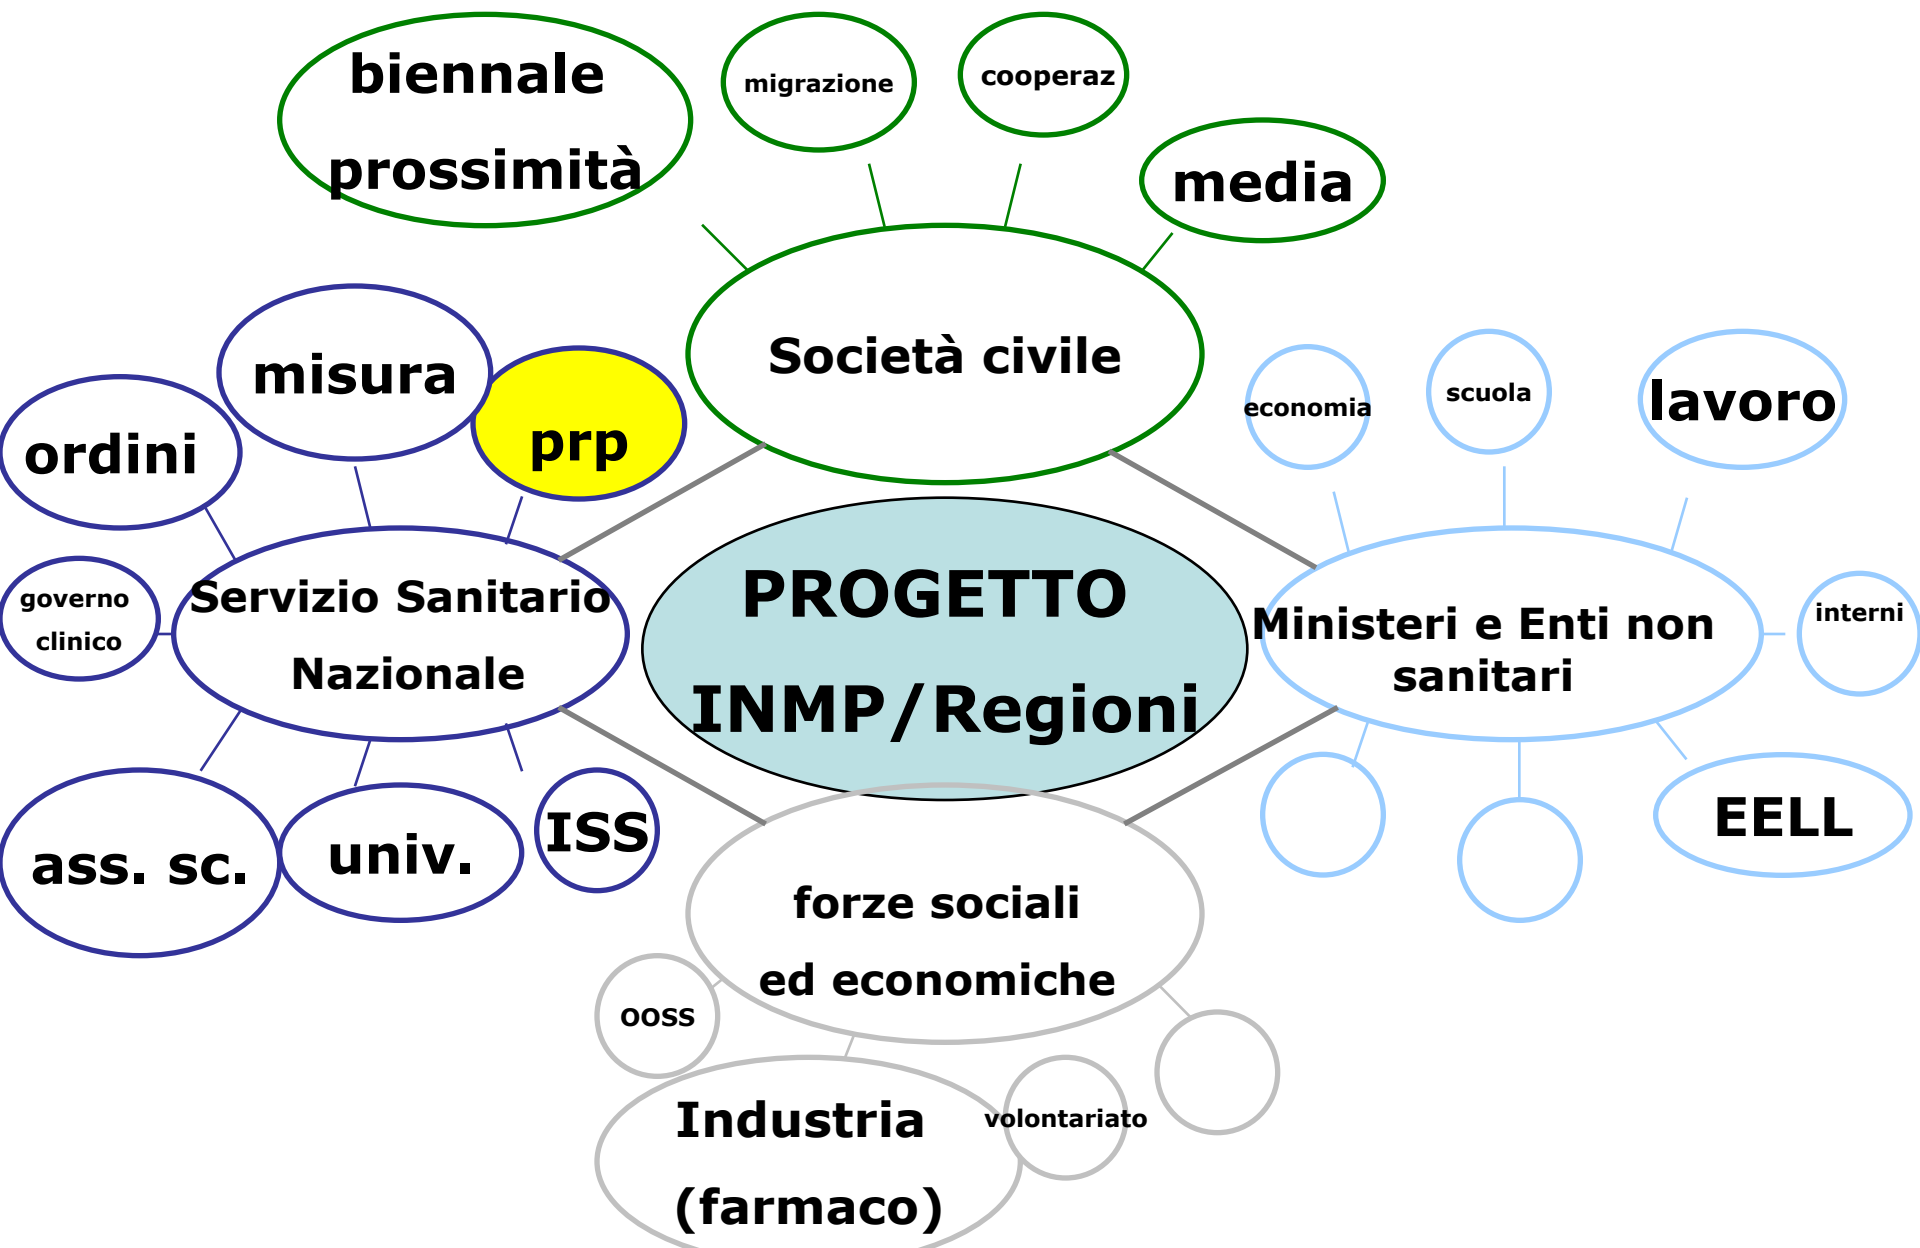 biennale
prossimità
migrazione
cooperaz
media
Società civile
misura
prp
ordini
governo
clinico
Servizio Sanitario
Nazionale
ass. sc.
univ.
ISS
PROGETTO
INMP/Regioni
economia
scuola
lavoro
interni
Ministeri e Enti non
sanitari
EELL
forze sociali
ed economiche
OOSS
Industria
(farmaco)
volontariato